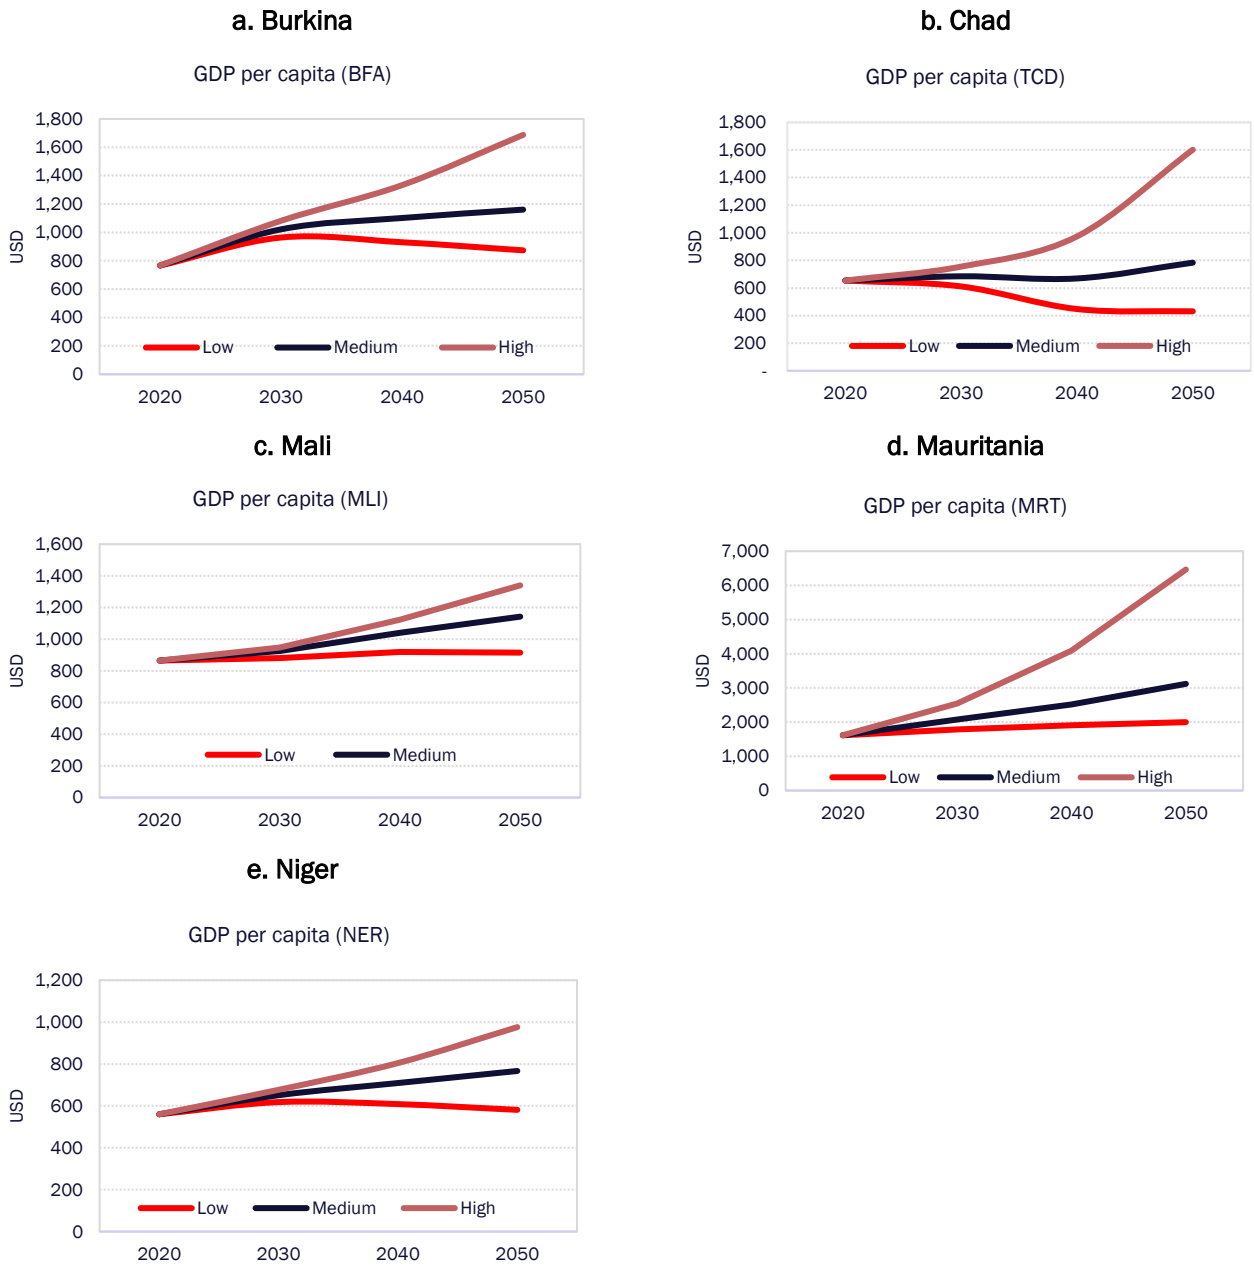 a. Burkina
GDP per capita (BFA)
1,800
1,600
1,400
1,200
1,000
800
600
400
200
0
USD
Low Medium High
2020 2030 2040 2050
b. Chad
GDP per capita (TCD)
1,800
1,600
1,400
1,200
1,000
800
600
400
200
-
USD
Low Medium High
2020 2030 2040 2050
c. Mali
GDP per capita (MLI)
1,600
1,400
1,200
1,000
800
600
400
200
0
USD
Low Medium
2020 2030 2040 2050
d. Mauritania
GDP per capita (MRT)
7,000
6,000
5,000
4,000
3,000
2,000
1,000
0
USD
Low Medium High
2020 2030 2040 2050
e. Niger
GDP per capita (NER)
1,200
1,000
800
600
400
200
0
USD
Low Medium High
2020 2030 2040 2050